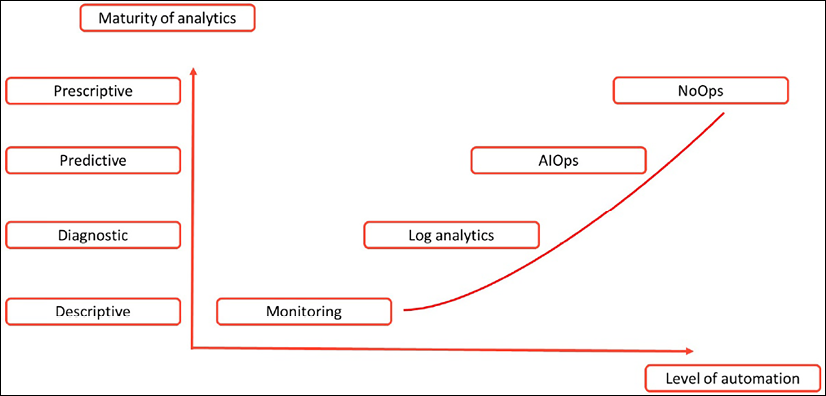 Maturity of analytics
Prescriptive
NoOps
Predictive
AIOps
Diagnostic
Log analytics
Descriptive
Monitoring
Level of automation